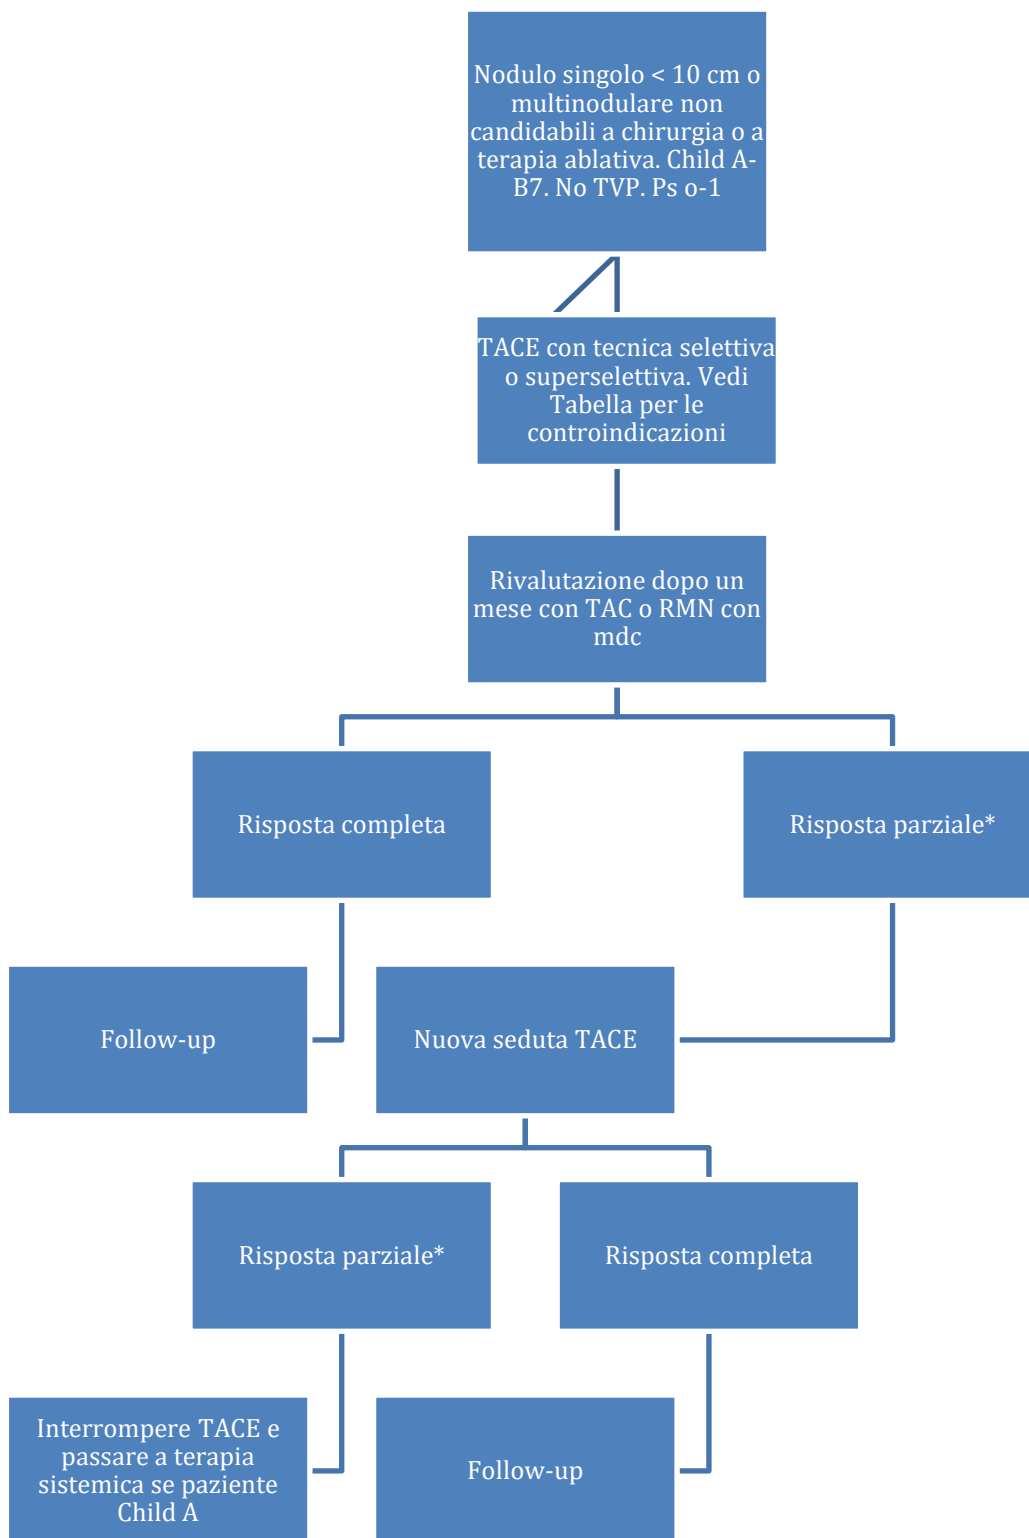 Nodulo singolo < 10 cm o
multinodulare non
candidabili a chirurgia o a
terapia ablativa. Child A-
B7. No TVP. Ps o-1
TACE con tecnica selettiva
o superselettiva. Vedi
Tabella per le
controindicazioni
Rivalutazione dopo un
mese con TAC o RMN con
mdc
Risposta completa
Risposta parziale*
Follow-up
Nuova seduta TACE
Risposta parziale*
Risposta completa
Interrompere TACE e
passare a terapia
sistemica se paziente
Child A
Follow-up